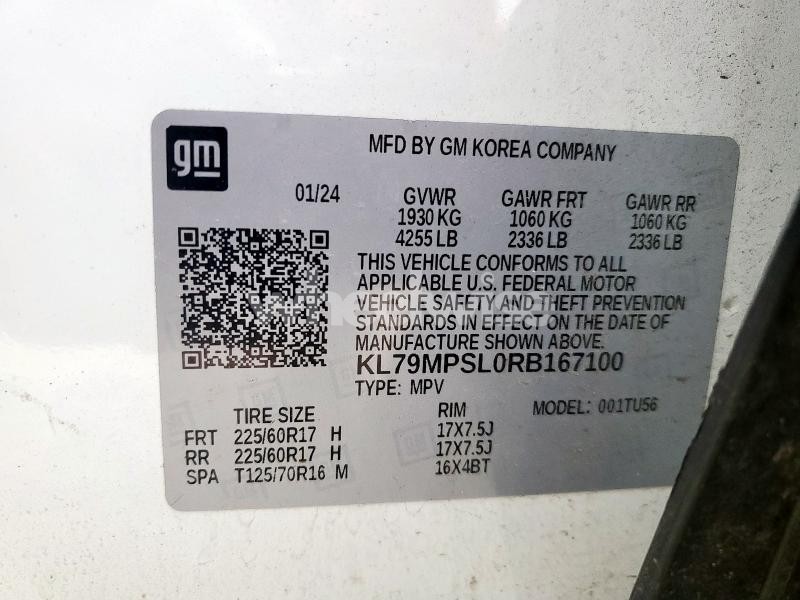 gm
MFD BY GM KOREA COMPANY
01/24 GVWR GAWR FRT GAWR RR
1930 KG 1060 KG 1060 KG
4255 LB 2336 LB 2336 LB
THIS VEHICLE CONFORMS TO ALL
APPLICABLE U.S. FEDERAL MOTOR
VEHICLE SAFETY AND THEFT PREVENTION
STANDARDS IN EFFECT ON THE DATE OF
MANUFACTURE SHOWN ABOVE.
KL79MPSL0RB167100
TYPE: MPV
TIRE SIZE RIM MODEL: 001TU56
FRT 225/60R17 H 17X7.5J
RR 225/60R17 H 17X7.5J
SPA T125/70R16 M 16X4BT